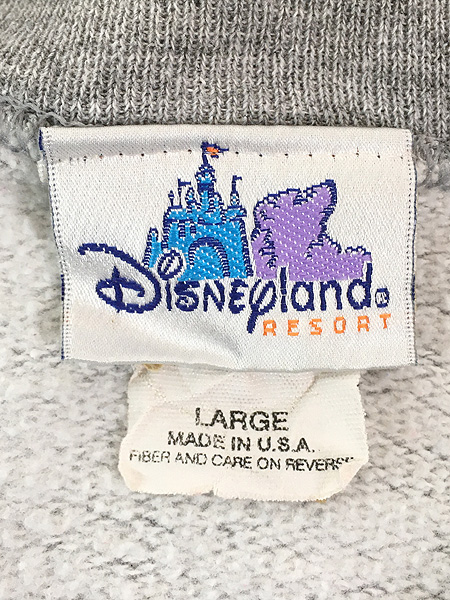 Disneyland®
RESORT
LARGE
MADE IN U.S.A.
FIBER AND CARE ON REVERSE